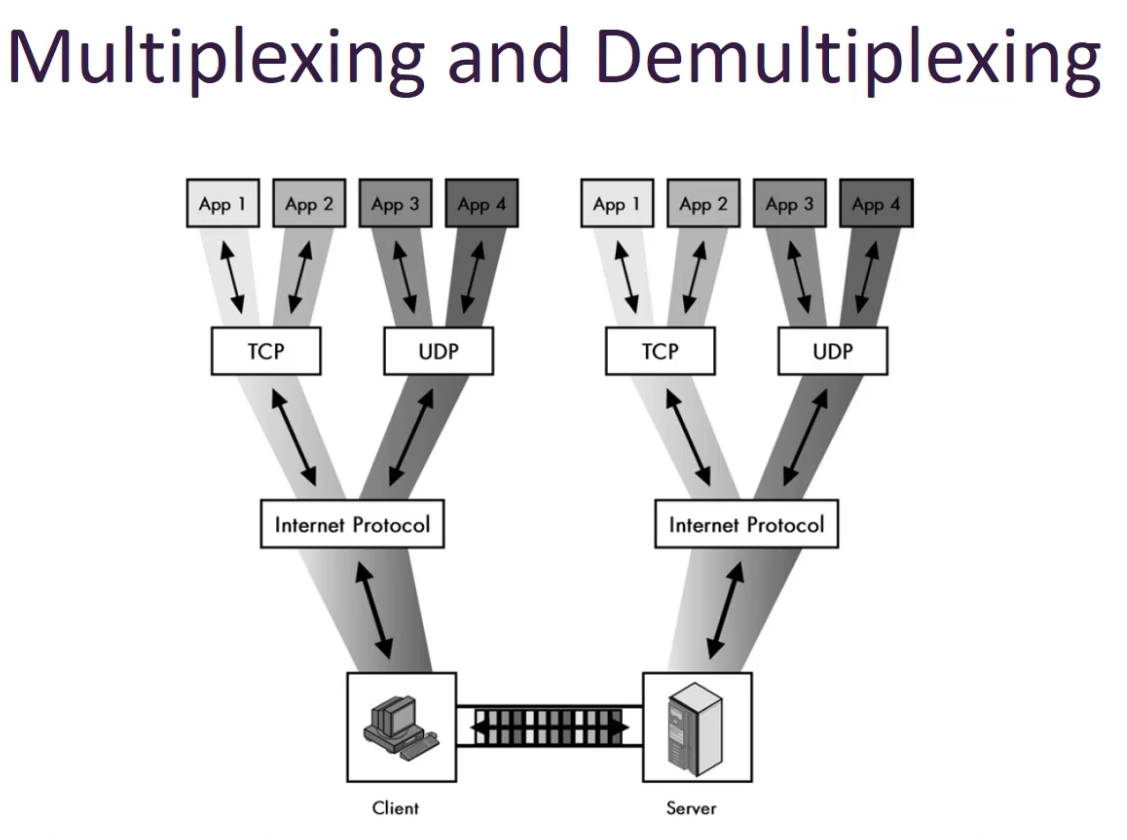 Multiplexing and Demultiplexing
App 1 App 2 App 3 App 4 App 1 App 2 App 3 App 4
TCP UDP TCP UDP
Internet Protocol Internet Protocol
Client Server